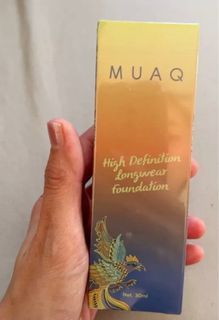 MUAQ
High Definition
Longwear
Foundation
Net. 30ml